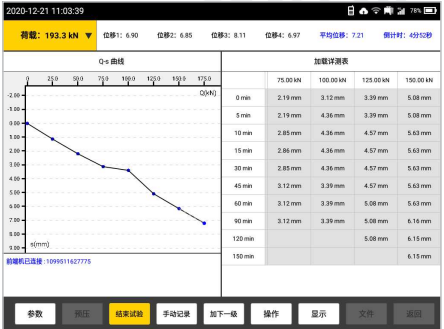 2020-12-21 11:03:39
78%
荷载：193.3 kN ▼
位移1：6.90
位移2：6.85
位移3：8.11
位移4：6.97
平均位移：7.21
倒计时：4分52秒
Q-s 曲线
加载详测表
0 25.0 50.0 75.0 100.0 125.0 150.0 175.0
Q(kN)
-2.00
-1.00
0.00
1.00
2.00
3.00
4.00
5.00
6.00
7.00
8.00
9.00
s(mm)
前端机已连接：1099511627775
75.00 kN 100.00 kN 125.00 kN 150.00 kN
0 min 2.19 mm 3.12 mm 3.39 mm 5.08 mm
5 min 2.19 mm 4.36 mm 3.39 mm 5.08 mm
10 min 2.85 mm 4.36 mm 4.57 mm 5.63 mm
15 min 2.86 mm 4.36 mm 4.57 mm 5.63 mm
30 min 2.85 mm 4.36 mm 4.57 mm 5.63 mm
45 min 3.12 mm 3.39 mm 4.57 mm 5.63 mm
60 min 3.12 mm 3.39 mm 5.08 mm 5.63 mm
90 min 3.12 mm 3.39 mm 5.08 mm 6.16 mm
120 min 5.08 mm 6.15 mm
150 min 6.15 mm
参数 预压 结束试验 手动记录 加下一级 操作 显示 文件 返回